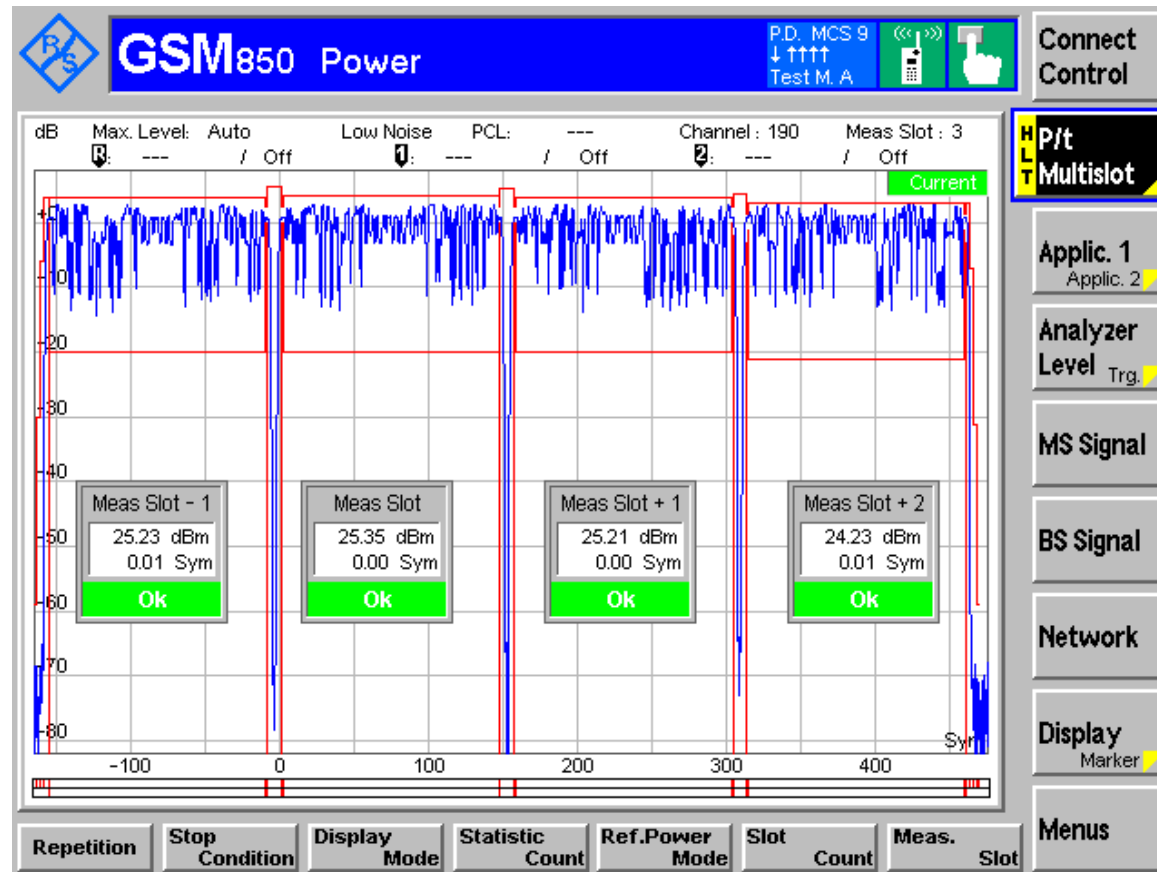 R/S
GSM850 Power
P.D. MCS 9
↓ ↑↑↑↑
Test M. A
Connect
Control
dB Max. Level: Auto Low Noise PCL: --- Channel : 190 Meas Slot : 3
R: --- / Off 1: --- / Off 2: --- / Off
Current
HLT
P/t
Multislot
Applic. 1
Applic. 2
Analyzer
Level Trg.
MS Signal
BS Signal
Network
Display
Marker
Menus
-10
-20
-30
-40
-50
-60
-70
-80
Meas Slot - 1
25.23 dBm
0.01 Sym
Ok
Meas Slot
25.35 dBm
0.00 Sym
Ok
Meas Slot + 1
25.21 dBm
0.00 Sym
Ok
Meas Slot + 2
24.23 dBm
0.01 Sym
Ok
Sym
-100 0 100 200 300 400
Repetition
Stop
Condition
Display
Mode
Statistic
Count
Ref.Power
Mode
Slot
Count
Meas.
Slot